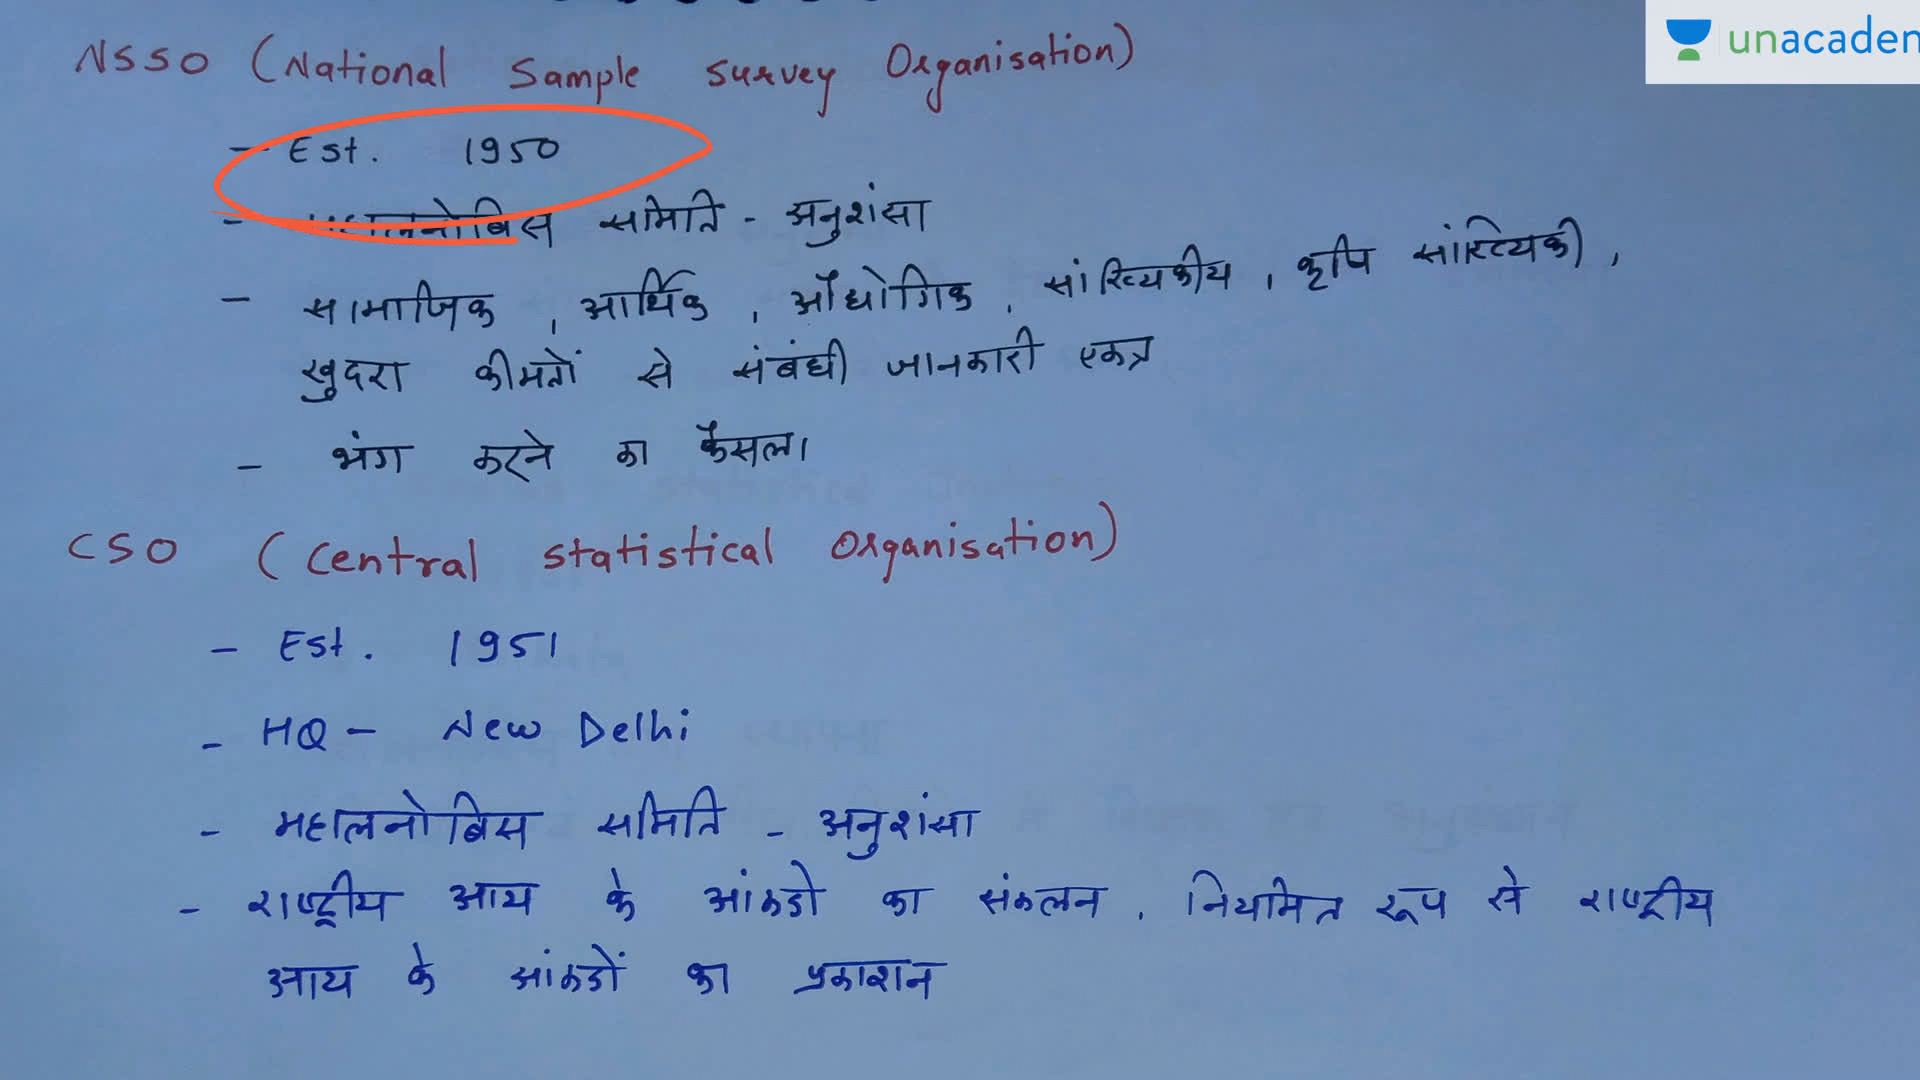 unacadem
NSSO (National Sample Survey Organisation)
- Est. 1950
- महालनोबिस समिति - अनुशंसा
- सामाजिक, आर्थिक, औद्योगिक, सांख्यिकीय, कृषि सांख्यिकी,
खुदरा कीमतों से संबंधी जानकारी एकत्र
- भंग करने का फैसला।
CSO (Central Statistical Organisation)
- Est. 1951
- HQ - New Delhi
- महालनोबिस समिति - अनुशंसा
- राष्ट्रीय आय के आंकडो का संकलन, नियमित रूप से राष्ट्रीय
आय के आंकडों का प्रकाशन